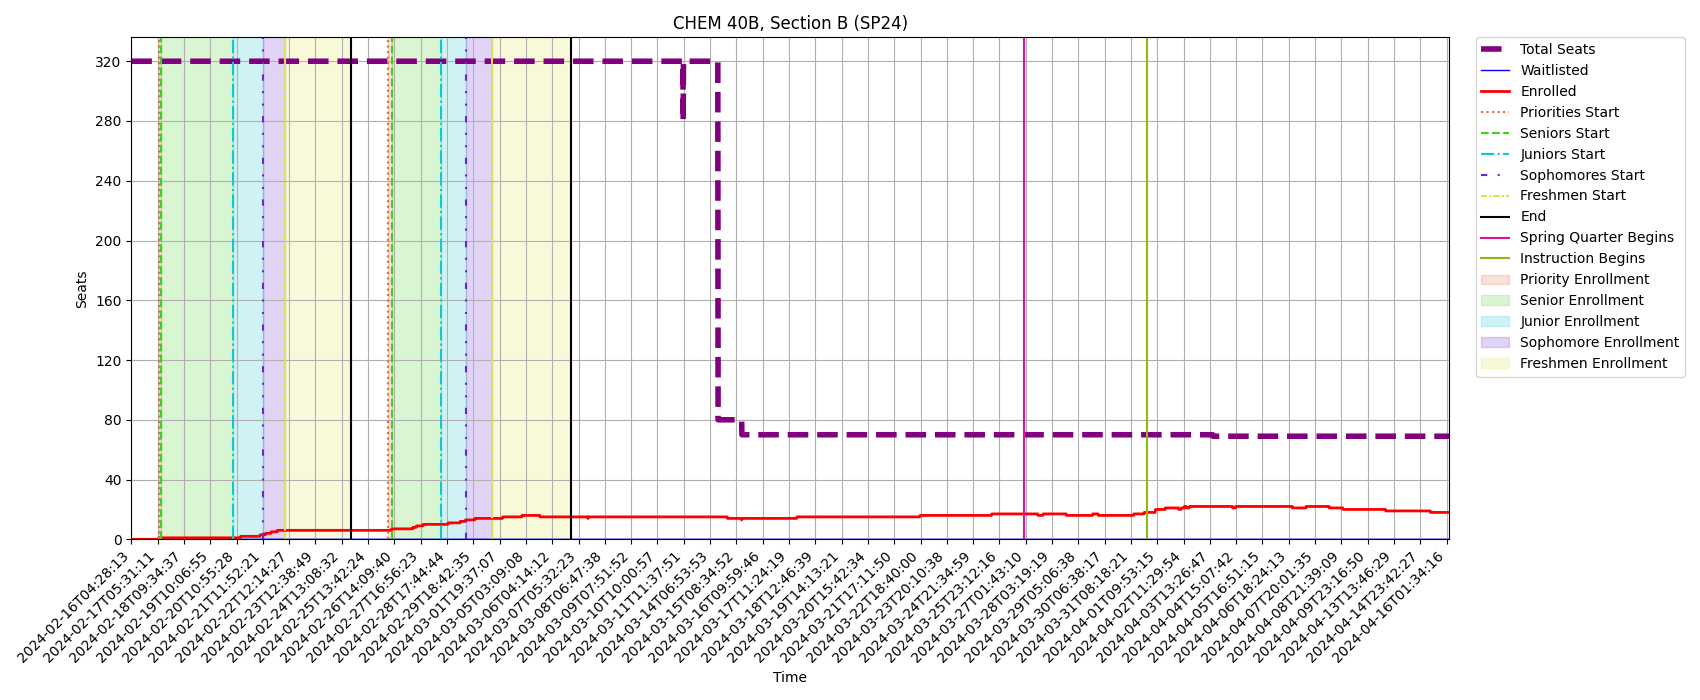 CHEM 40B, Section B (SP24)
Seats
320
280
240
200
160
120
80
40
0
2024-02-16T04:28:13
2024-02-17T05:31:11
2024-02-18T09:34:37
2024-02-19T10:06:55
2024-02-20T10:55:28
2024-02-21T11:52:21
2024-02-22T12:14:27
2024-02-23T12:38:49
2024-02-24T13:08:32
2024-02-25T13:42:24
2024-02-26T14:09:40
2024-02-27T16:56:23
2024-02-28T17:44:44
2024-02-29T18:42:35
2024-03-01T19:37:07
2024-03-05T03:09:08
2024-03-06T04:14:12
2024-03-07T05:32:23
2024-03-08T06:47:38
2024-03-09T07:51:52
2024-03-10T10:00:57
2024-03-11T11:37:51
2024-03-14T06:53:53
2024-03-15T08:34:52
2024-03-16T09:59:46
2024-03-17T11:24:19
2024-03-18T12:46:39
2024-03-19T14:13:21
2024-03-20T15:42:34
2024-03-21T17:11:50
2024-03-22T18:40:00
2024-03-23T20:10:38
2024-03-24T21:34:59
2024-03-25T23:12:16
2024-03-27T01:43:10
2024-03-28T03:19:19
2024-03-29T05:06:38
2024-03-30T06:38:17
2024-03-31T08:18:21
2024-04-01T09:53:15
2024-04-02T11:29:54
2024-04-03T13:26:47
2024-04-04T15:07:42
2024-04-05T16:51:15
2024-04-06T18:24:13
2024-04-07T20:01:35
2024-04-08T21:39:09
2024-04-09T23:16:50
2024-04-13T13:46:29
2024-04-14T23:42:27
2024-04-16T01:34:16
Time
Total Seats
Waitlisted
Enrolled
Priorities Start
Seniors Start
Juniors Start
Sophomores Start
Freshmen Start
End
Spring Quarter Begins
Instruction Begins
Priority Enrollment
Senior Enrollment
Junior Enrollment
Sophomore Enrollment
Freshmen Enrollment